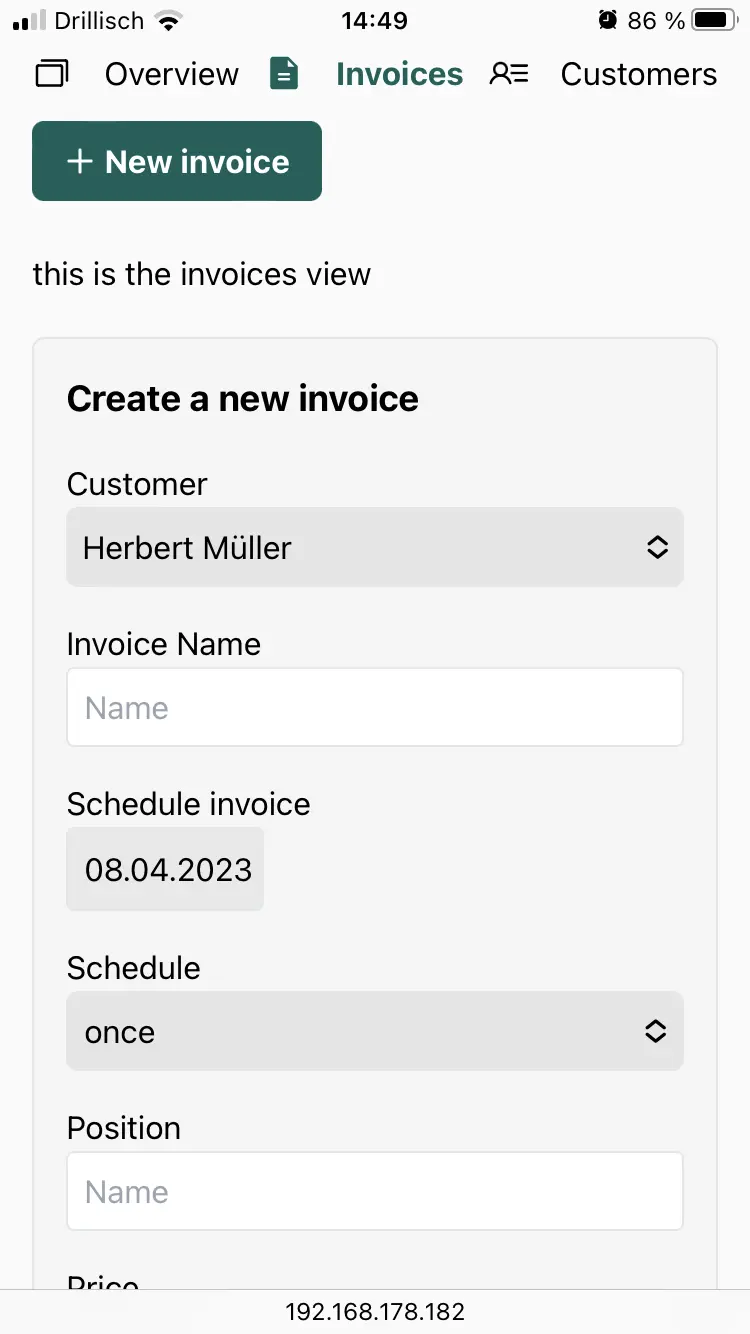 Drillisch 14:49 86 %
Overview Invoices Customers
+ New invoice
this is the invoices view
Create a new invoice
Customer
Herbert Müller
Invoice Name
Name
Schedule invoice
08.04.2023
Schedule
once
Position
Name
Price
192.168.178.182